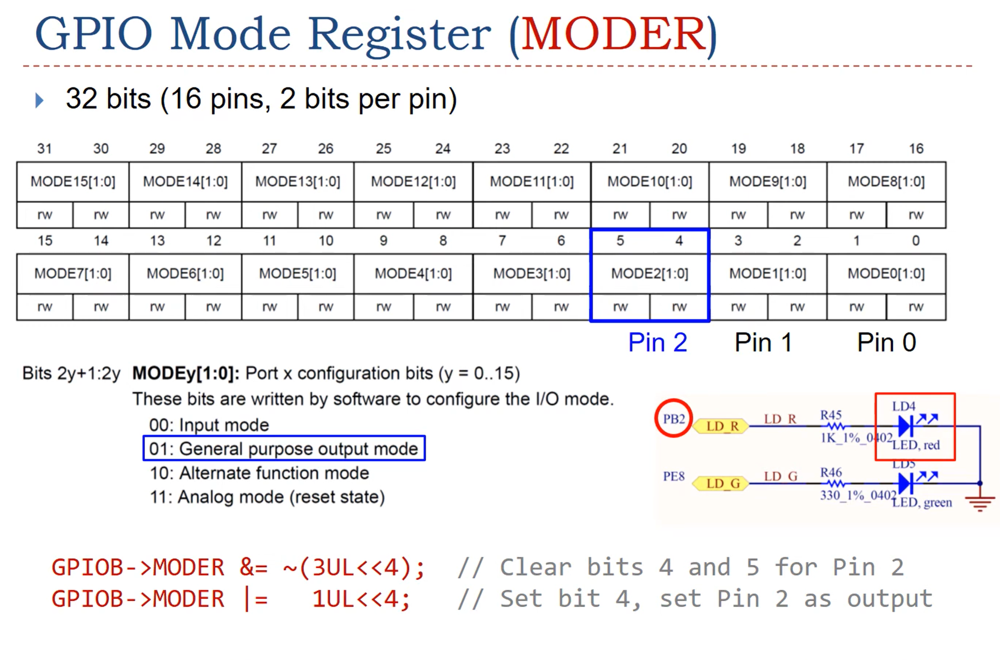 GPIO Mode Register (MODER)
32 bits (16 pins, 2 bits per pin)
31 30 29 28 27 26 25 24 23 22 21 20 19 18 17 16
MODE15[1:0] MODE14[1:0] MODE13[1:0] MODE12[1:0] MODE11[1:0] MODE10[1:0] MODE9[1:0] MODE8[1:0]
rw rw rw rw rw rw rw rw rw rw rw rw rw rw rw rw
15 14 13 12 11 10 9 8 7 6 5 4 3 2 1 0
MODE7[1:0] MODE6[1:0] MODE5[1:0] MODE4[1:0] MODE3[1:0] MODE2[1:0] MODE1[1:0] MODE0[1:0]
rw rw rw rw rw rw rw rw rw rw rw rw rw rw rw rw
Pin 2 Pin 1 Pin 0
Bits 2y+1:2y MODEy[1:0]: Port x configuration bits (y = 0..15)
These bits are written by software to configure the I/O mode.
00: Input mode
01: General purpose output mode
10: Alternate function mode
11: Analog mode (reset state)
LD4
PB2 LD_R LD_R R45
1K_1%_0402 LED, red
LD5
PE8 LD_G LD_G R46
330_1%_0402 LED, green
GPIOB->MODER &= ~(3UL<<4); // Clear bits 4 and 5 for Pin 2
GPIOB->MODER |= 1UL<<4; // Set bit 4, set Pin 2 as output